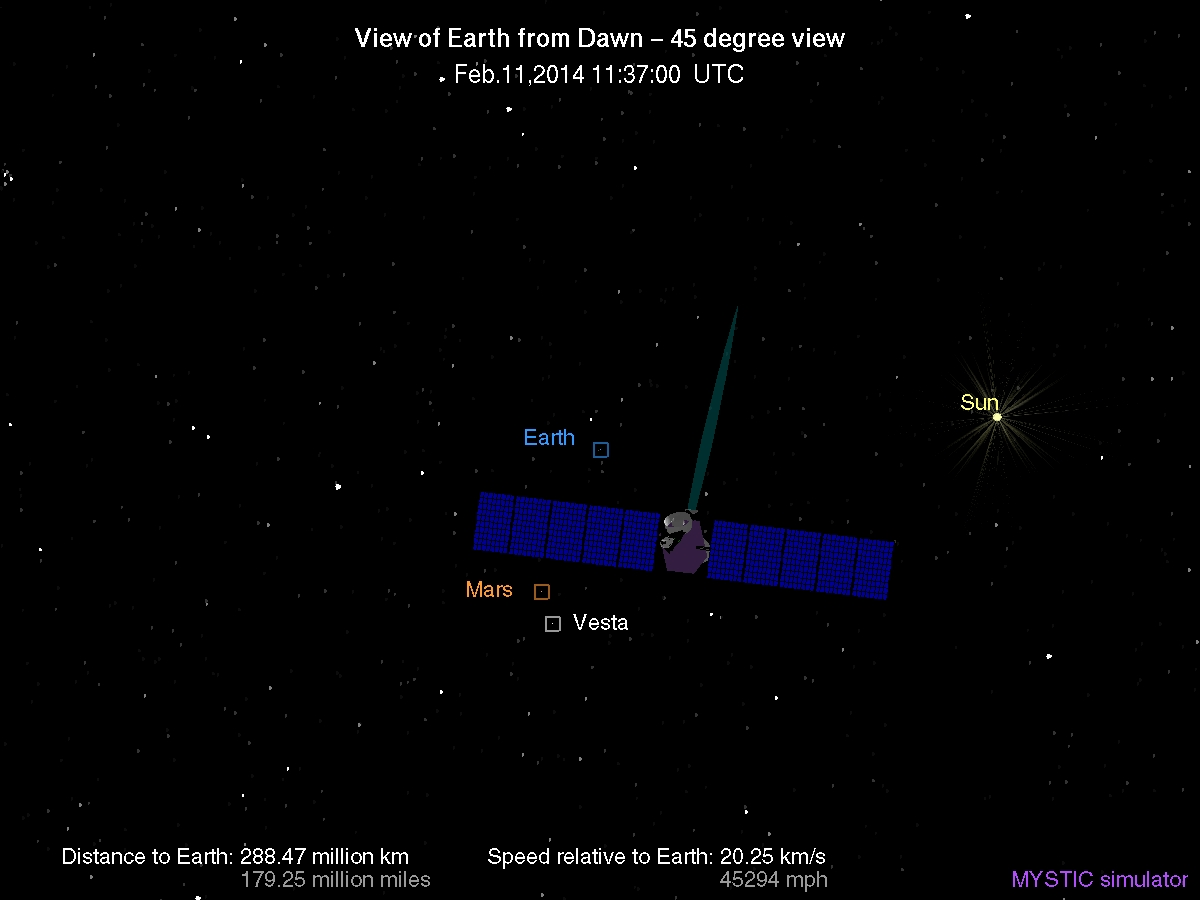 View of Earth from Dawn – 45 degree view
Feb.11,2014 11:37:00 UTC
Sun
Earth
Mars
Vesta
Distance to Earth: 288.47 million km
179.25 million miles
Speed relative to Earth: 20.25 km/s
45294 mph
MYSTIC simulator